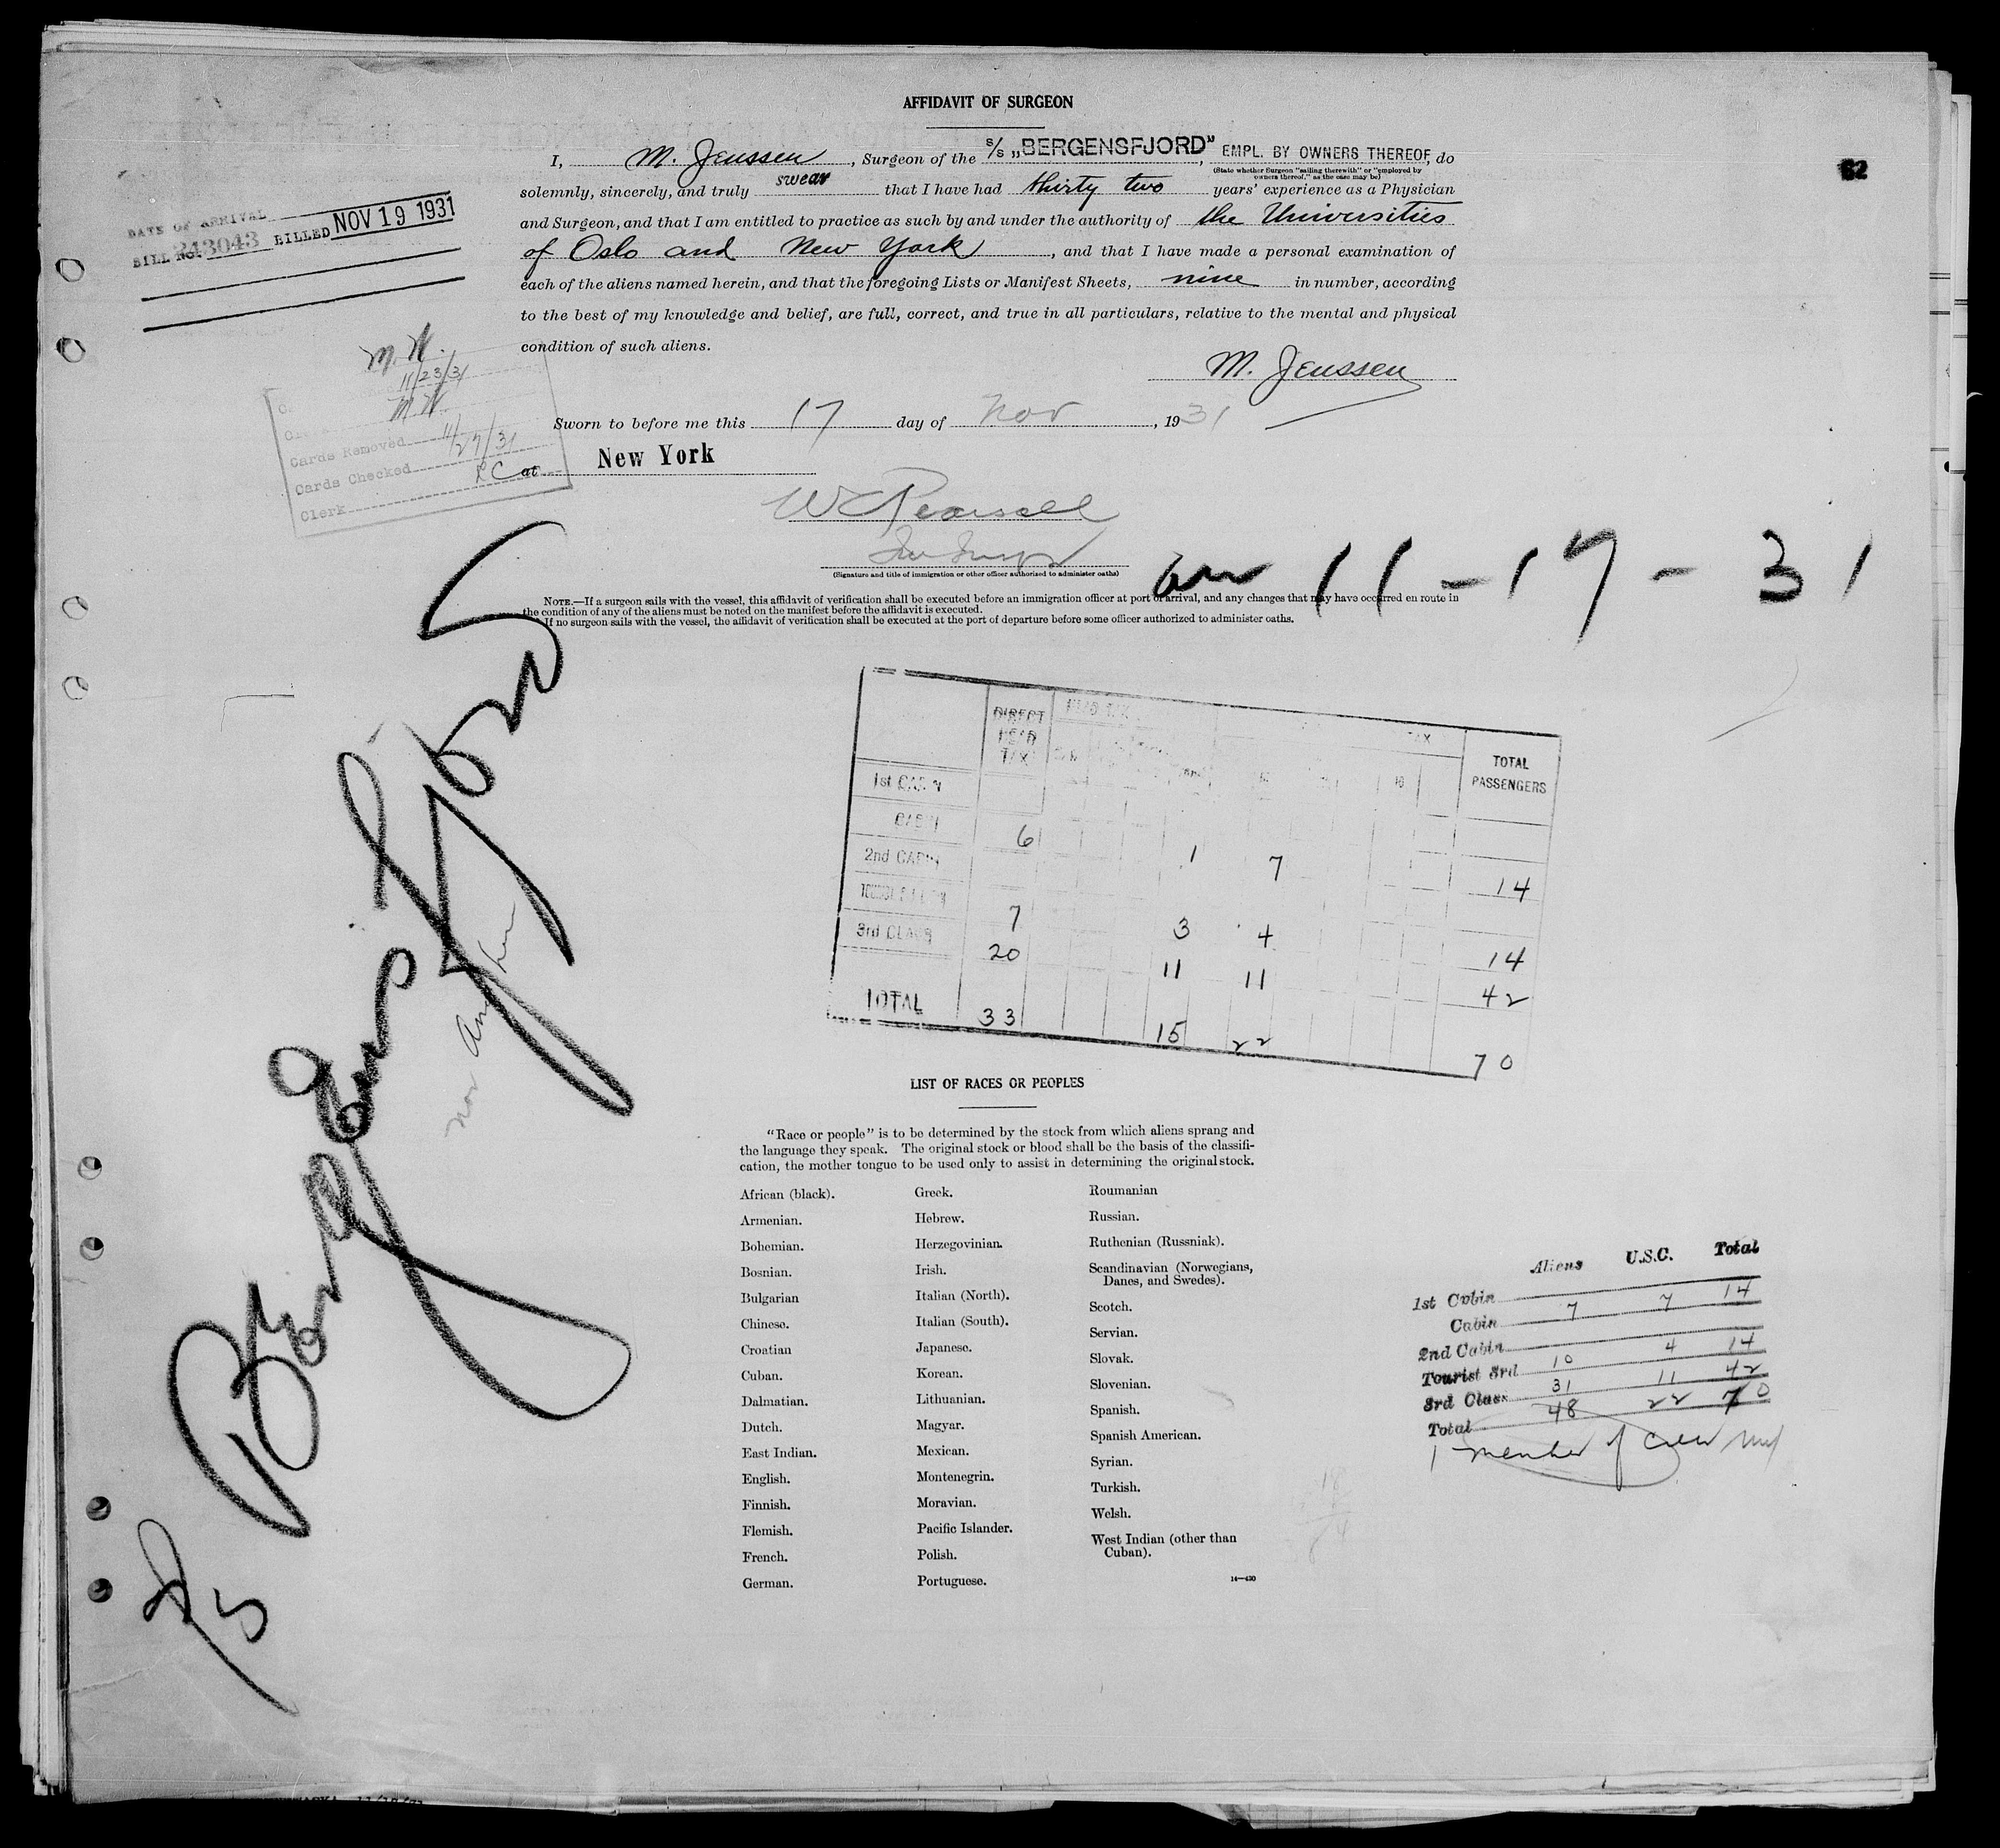 AFFIDAVIT OF SURGEON
62
I, M. Jenssen, Surgeon of the S/S „BERGENSFJORD", EMPL. BY OWNERS THEREOF, do
(State whether Surgeon "sailing therewith" or "employed by
owners thereof," as the case may be)
solemnly, sincerely, and truly swear that I have had thirty two years' experience as a Physician
and Surgeon, and that I am entitled to practice as such by and under the authority of the Universities
of Oslo and New York, and that I have made a personal examination of
each of the aliens named herein, and that the foregoing Lists or Manifest Sheets, nine in number, according
to the best of my knowledge and belief, are full, correct, and true in all particulars, relative to the mental and physical
condition of such aliens.
M. Jenssen
DATE OF ARRIVAL
BILL No. 343043 BILLED NOV 19 1931
M. W.
11/23/31
M W
Cards Removed 11/27/31
Cards Checked
Clerk
Sworn to before me this 17 day of Nov, 1931
at New York
W C Pearsall
(Signature and title of immigration or other officer authorized to administer oaths)
arr 11-17-31
NOTE.—If a surgeon sails with the vessel, this affidavit of verification shall be executed before an immigration officer at port of arrival, and any changes that may have occurred en route in
the condition of any of the aliens must be noted on the manifest before the affidavit is executed.
If no surgeon sails with the vessel, the affidavit of verification shall be executed at the port of departure before some officer authorized to administer oaths.
Bergensfjord
DIRECT HEAD TAX
HEAD TAX
TAX
TOTAL PASSENGERS
1st CABIN
CABIN 6 1 7 14
2nd CABIN
7 3 4 14
3rd CLASS 20 11 11 42
TOTAL 33 15 22 70
LIST OF RACES OR PEOPLES
"Race or people" is to be determined by the stock from which aliens sprang and
the language they speak. The original stock or blood shall be the basis of the classifi-
cation, the mother tongue to be used only to assist in determining the original stock.
African (black).
Armenian.
Bohemian.
Bosnian.
Bulgarian
Chinese.
Croatian
Cuban.
Dalmatian.
Dutch.
East Indian.
English.
Finnish.
Flemish.
French.
German.
Greek.
Hebrew.
Herzegovinian.
Irish.
Italian (North).
Italian (South).
Japanese.
Korean.
Lithuanian.
Magyar.
Mexican.
Montenegrin.
Moravian.
Pacific Islander.
Polish.
Portuguese.
Roumanian
Russian.
Ruthenian (Russniak).
Scandinavian (Norwegians,
Danes, and Swedes).
Scotch.
Servian.
Slovak.
Slovenian.
Spanish.
Spanish American.
Syrian.
Turkish.
Welsh.
West Indian (other than
Cuban).
14—430
Aliens U.S.C. Total
1st Cabin
Cabin 7 7 14
2nd Cabin
Tourist 3rd 10 4 14
3rd Class 31 11 42
Total 48 22 70
1 member of crew